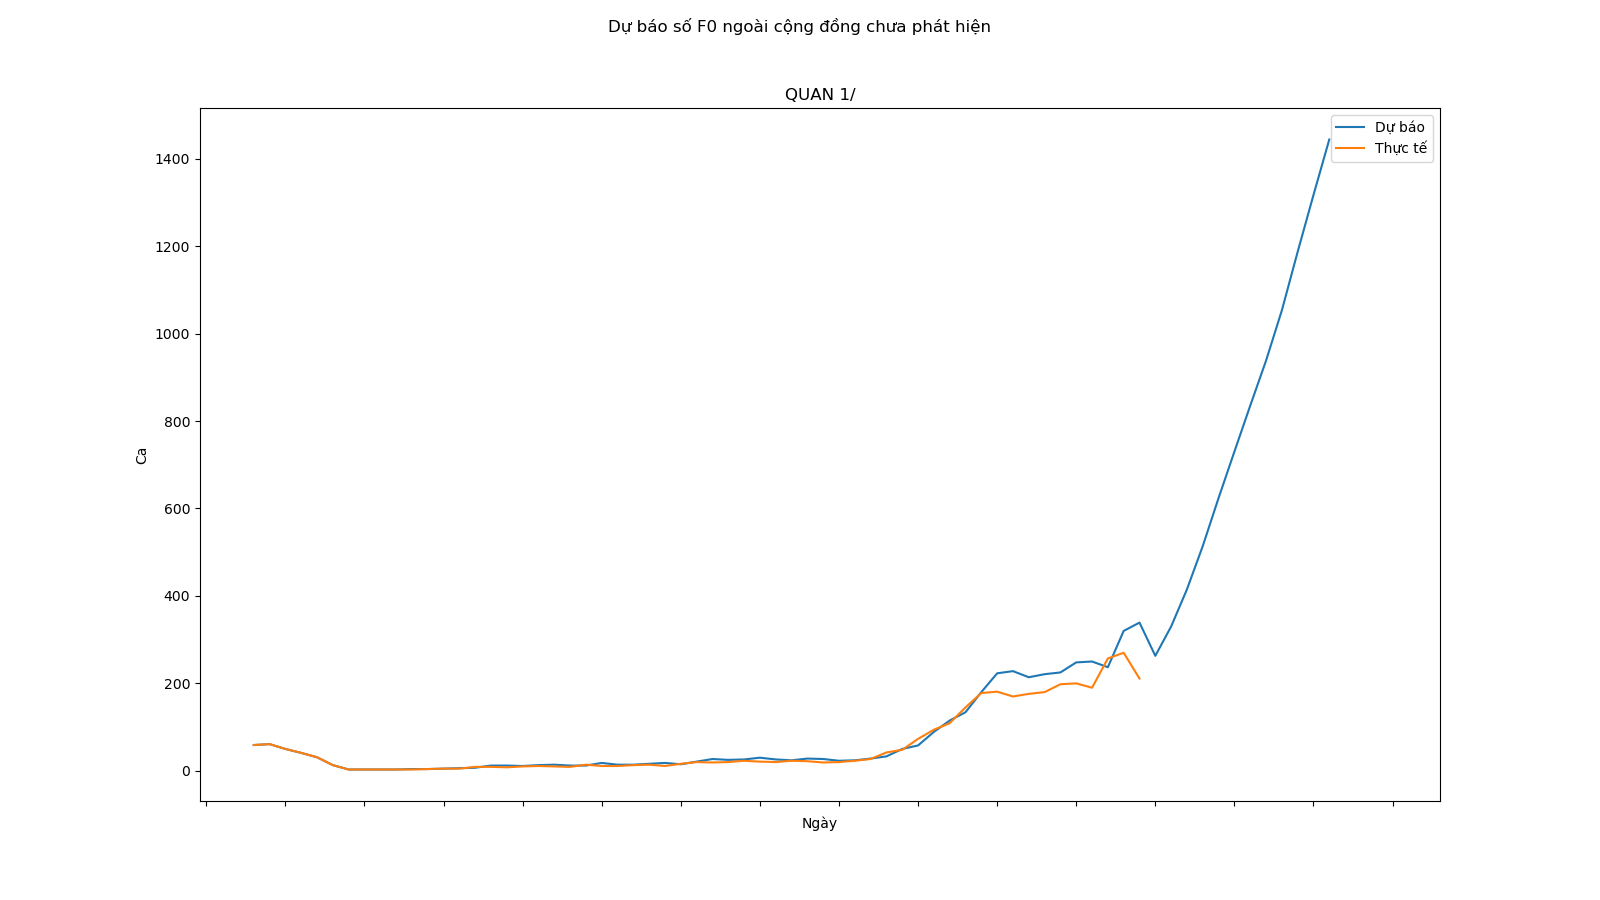 Dự báo số F0 ngoài cộng đồng chưa phát hiện
QUAN 1/
Dự báo
Thực tế
1400
1200
1000
800
600
400
200
0
Ca
Ngày